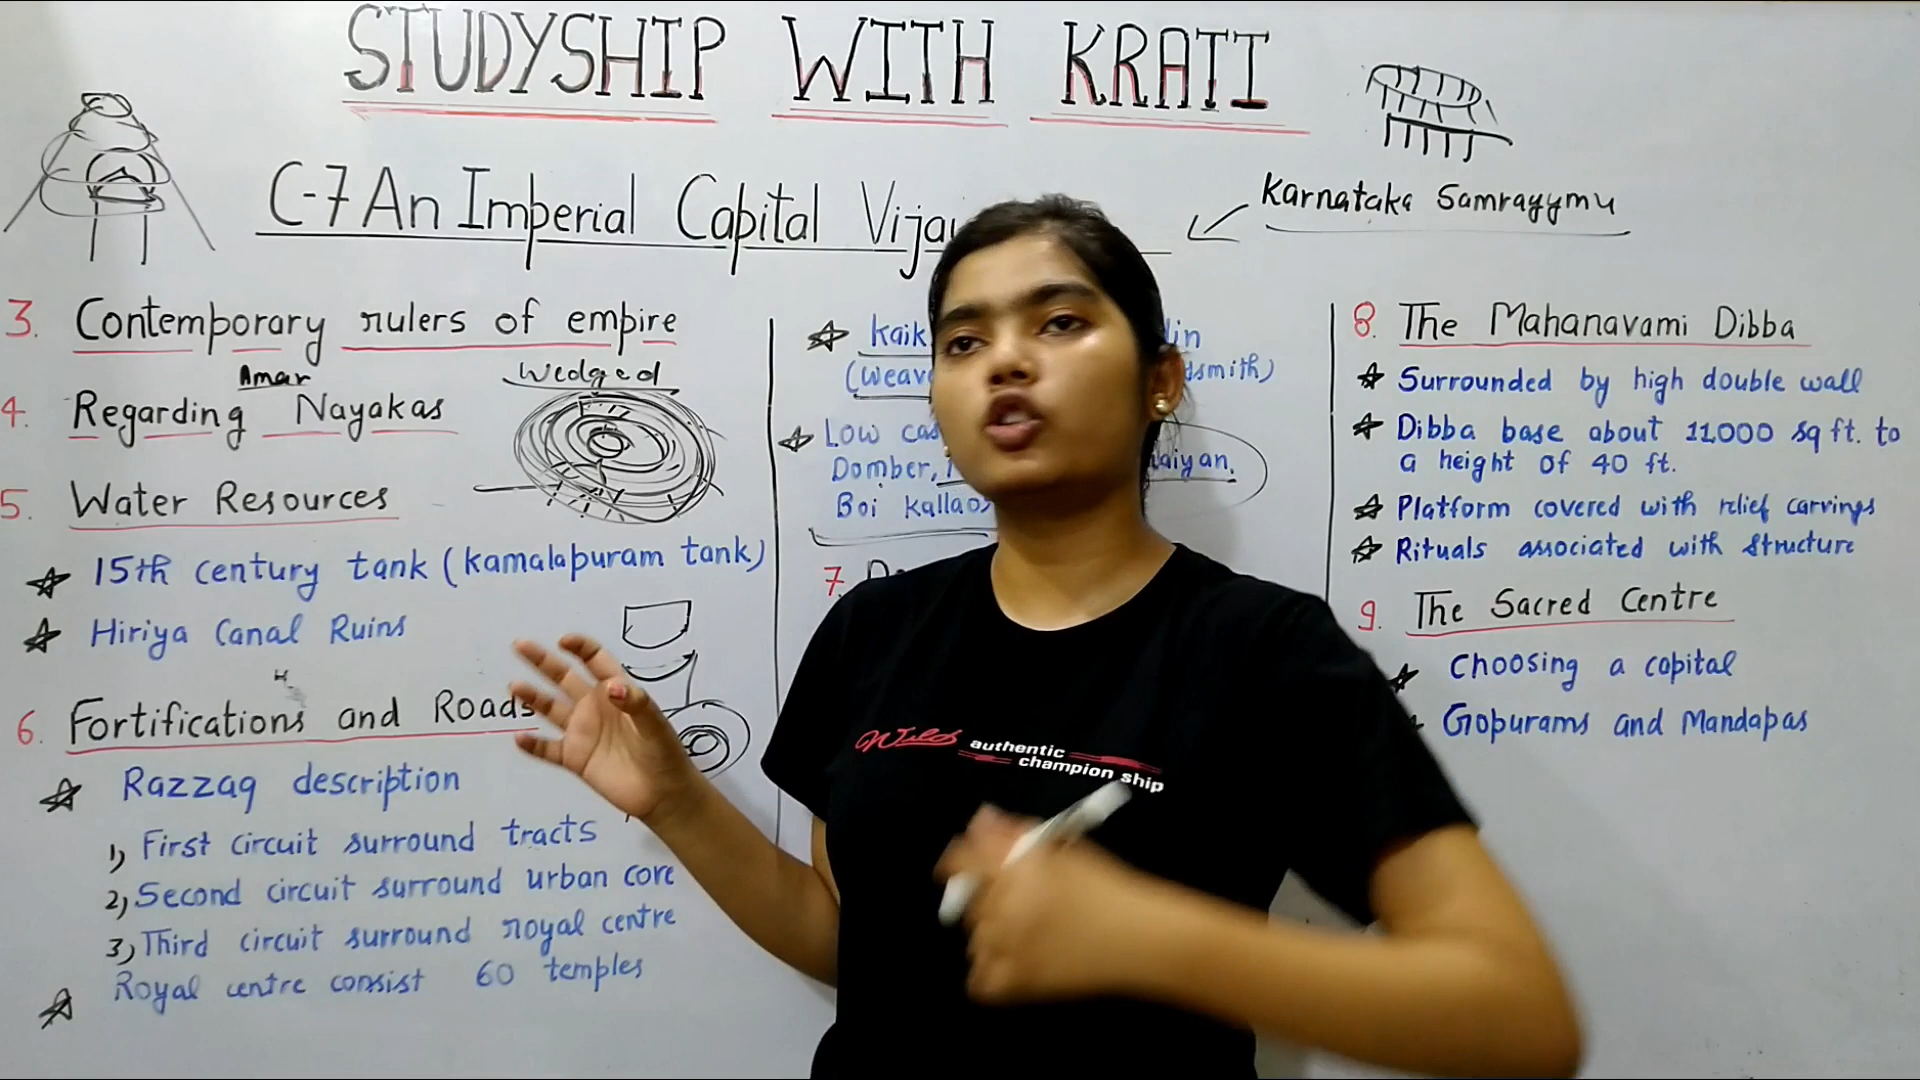 STUDYSHIP WITH KRATI
C-7 An Imperial Capital
Karnataka Samrayymu
3. Contemporary rulers of empire
Amar
4. Regarding Nayakas
Wedged
5. Water Resources
15th century tank (Kamalapuram tank)
Hiriya Canal Ruins
6. Fortifications and Roads
Razzaq description
1) First circuit surround tracts
2) Second circuit surround urban core
3) Third circuit surround royal centre
Royal centre consist 60 temples
Low
Domber,
Boi Kallaos
7.
8. The Mahanavami Dibba
Surrounded by high double wall
Dibba base about 11000 sq ft. to
a height of 40 ft.
Platform covered with relief carvings
Rituals associated with structure
9. The Sacred Centre
Choosing a capital
Gopurams and Mandapas
authentic
champion ship